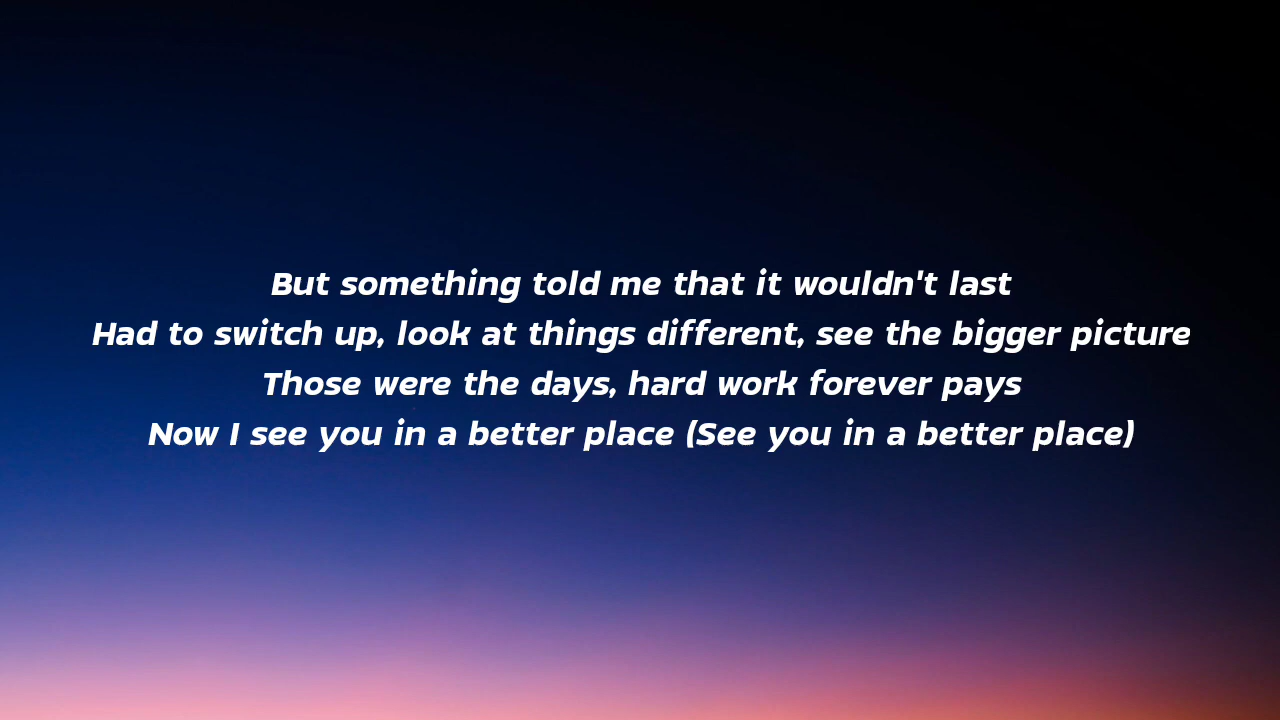 But something told me that it wouldn't last
Had to switch up, look at things different, see the bigger picture
Those were the days, hard work forever pays
Now I see you in a better place (See you in a better place)